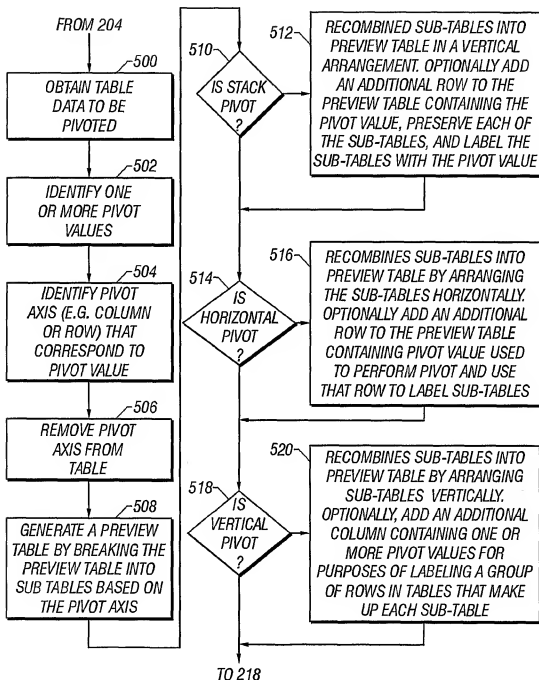 FROM 204
500
OBTAIN TABLE
DATA TO BE
PIVOTED
502
IDENTIFY ONE
OR MORE PIVOT
VALUES
504
IDENTIFY PIVOT
AXIS (E.G. COLUMN
OR ROW) THAT
CORRESPOND TO
PIVOT VALUE
506
REMOVE PIVOT
AXIS FROM
TABLE
508
GENERATE A PREVIEW
TABLE BY BREAKING THE
PREVIEW TABLE INTO
SUB TABLES BASED ON
THE PIVOT AXIS
510
IS STACK
PIVOT
?
512
RECOMBINED SUB-TABLES INTO
PREVIEW TABLE IN A VERTICAL
ARRANGEMENT. OPTIONALLY ADD
AN ADDITIONAL ROW TO THE
PREVIEW TABLE CONTAINING THE
PIVOT VALUE, PRESERVE EACH OF
THE SUB-TABLES, AND LABEL THE
SUB-TABLES WITH THE PIVOT VALUE
514
IS
HORIZONTAL
PIVOT
?
516
RECOMBINES SUB-TABLES INTO
PREVIEW TABLE BY ARRANGING
THE SUB-TABLES HORIZONTALLY.
OPTIONALLY ADD AN ADDITIONAL
ROW TO THE PREVIEW TABLE
CONTAINING PIVOT VALUE USED
TO PERFORM PIVOT AND USE
THAT ROW TO LABEL SUB-TABLES
518
IS
VERTICAL
PIVOT
?
520
RECOMBINES SUB-TABLES INTO
PREVIEW TABLE BY ARRANGING
SUB-TABLES VERTICALLY.
OPTIONALLY, ADD AN ADDITIONAL
COLUMN CONTAINING ONE OR
MORE PIVOT VALUES FOR
PURPOSES OF LABELING A GROUP
OF ROWS IN TABLES THAT MAKE
UP EACH SUB-TABLE
TO 218